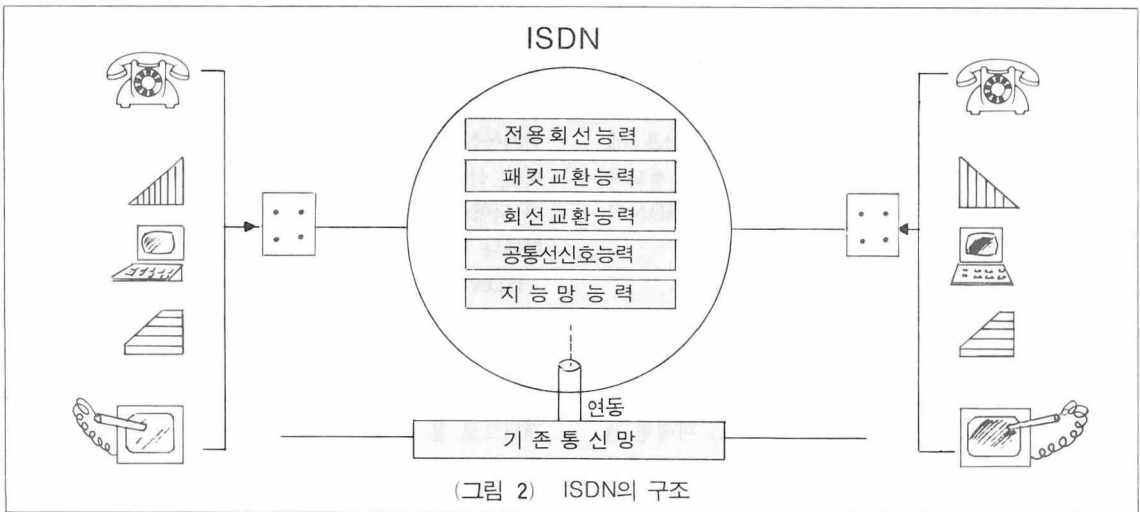 ISDN
전용회선능력
패킷교환능력
회선교환능력
공통선신호능력
지능망능력
연동
기존통신망
(그림 2) ISDN의 구조